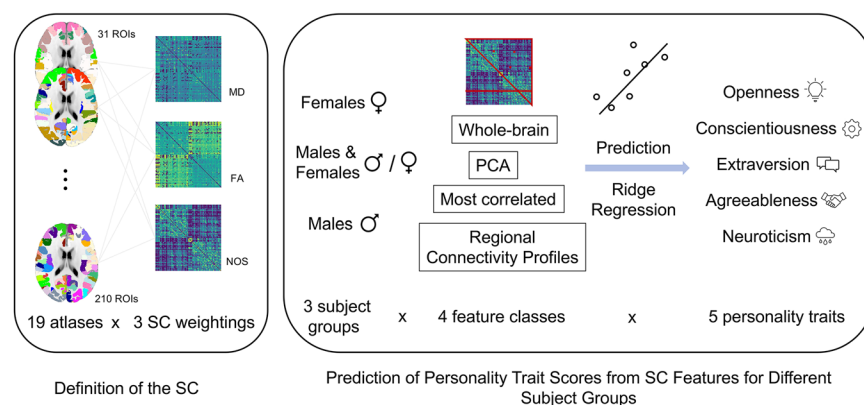 31 ROIs
MD
FA
NOS
210 ROIs
19 atlases x 3 SC weightings
Definition of the SC
Females ♀
Males &
Females ♂ / ♀
Males ♂
Whole-brain
PCA
Most correlated
Regional
Connectivity Profiles
Prediction
Ridge
Regression
Openness
Conscientiousness
Extraversion
Agreeableness
Neuroticism
3 subject
groups
x
4 feature classes
x
5 personality traits
Prediction of Personality Trait Scores from SC Features for Different
Subject Groups